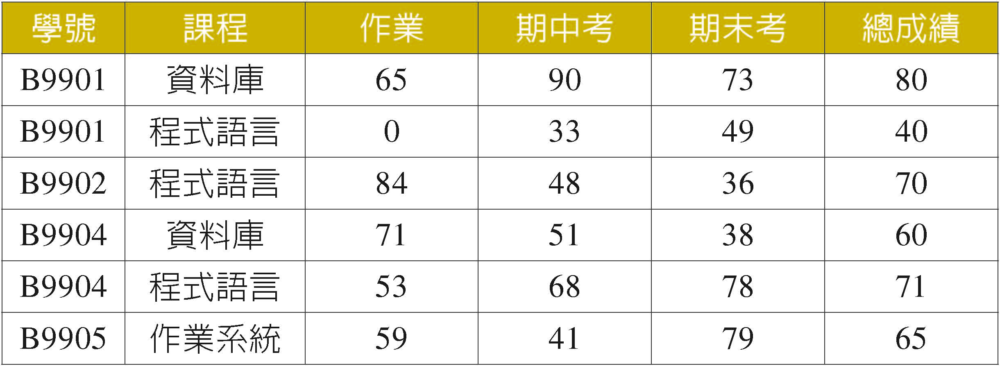 學號 課程 作業 期中考 期末考 總成績
B9901 資料庫 65 90 73 80
B9901 程式語言 0 33 49 40
B9902 程式語言 84 48 36 70
B9904 資料庫 71 51 38 60
B9904 程式語言 53 68 78 71
B9905 作業系統 59 41 79 65